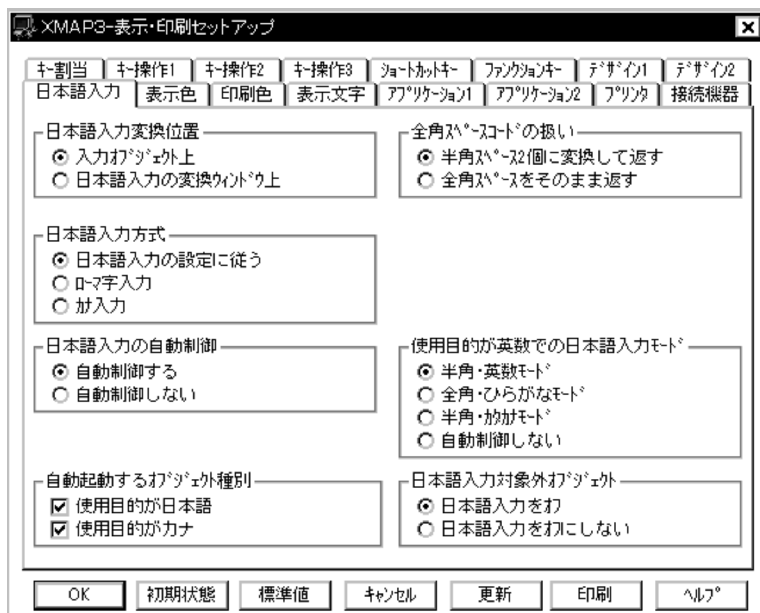 XMAP3-表示・印刷セットアップ
ｷｰ割当 ｷｰ操作1 ｷｰ操作2 ｷｰ操作3 ｼｮｰﾄｶｯﾄｷｰ ﾌｧﾝｸｼｮﾝｷｰ ﾃﾞｻﾞｲﾝ1 ﾃﾞｻﾞｲﾝ2
日本語入力 表示色 印刷色 表示文字 ｱﾌﾟﾘｹｰｼｮﾝ1 ｱﾌﾟﾘｹｰｼｮﾝ2 ﾌﾟﾘﾝﾀ 接続機器
日本語入力変換位置
入力ｵﾌﾞｼﾞｪｸﾄ上
日本語入力の変換ｳｨﾝﾄﾞｳ上
全角ｽﾍﾟｰｽｺｰﾄﾞの扱い
半角ｽﾍﾟｰｽ2個に変換して返す
全角ｽﾍﾟｰｽをそのまま返す
日本語入力方式
日本語入力の設定に従う
ﾛｰﾏ字入力
ｶﾅ入力
日本語入力の自動制御
自動制御する
自動制御しない
使用目的が英数での日本語入力ﾓｰﾄﾞ
半角・英数ﾓｰﾄﾞ
全角・ひらがなﾓｰﾄﾞ
半角・ｶﾀｶﾅﾓｰﾄﾞ
自動制御しない
自動起動するｵﾌﾞｼﾞｪｸﾄ種別
使用目的が日本語
使用目的がカナ
日本語入力対象外ｵﾌﾞｼﾞｪｸﾄ
日本語入力をｵﾌ
日本語入力をｵﾌにしない
OK 初期状態 標準値 ｷｬﾝｾﾙ 更新 印刷 ﾍﾙﾌﾟ